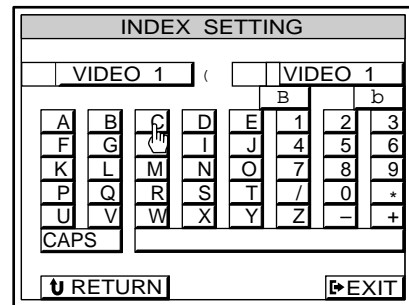 INDEX SETTING
VIDEO 1 ( VIDEO 1
B b
A B C D E 1 2 3
F G I J 4 5 6
K L M N O 7 8 9
P Q R S T / 0 *
U V W X Y Z – +
CAPS
RETURN EXIT